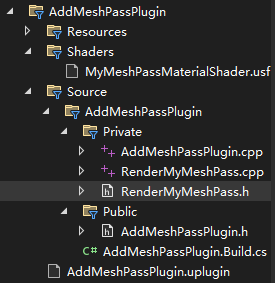 AddMeshPassPlugin
Resources
Shaders
MyMeshPassMaterialShader.usf
Source
AddMeshPassPlugin
Private
AddMeshPassPlugin.cpp
RenderMyMeshPass.cpp
RenderMyMeshPass.h
Public
AddMeshPassPlugin.h
C# AddMeshPassPlugin.Build.cs
AddMeshPassPlugin.uplugin